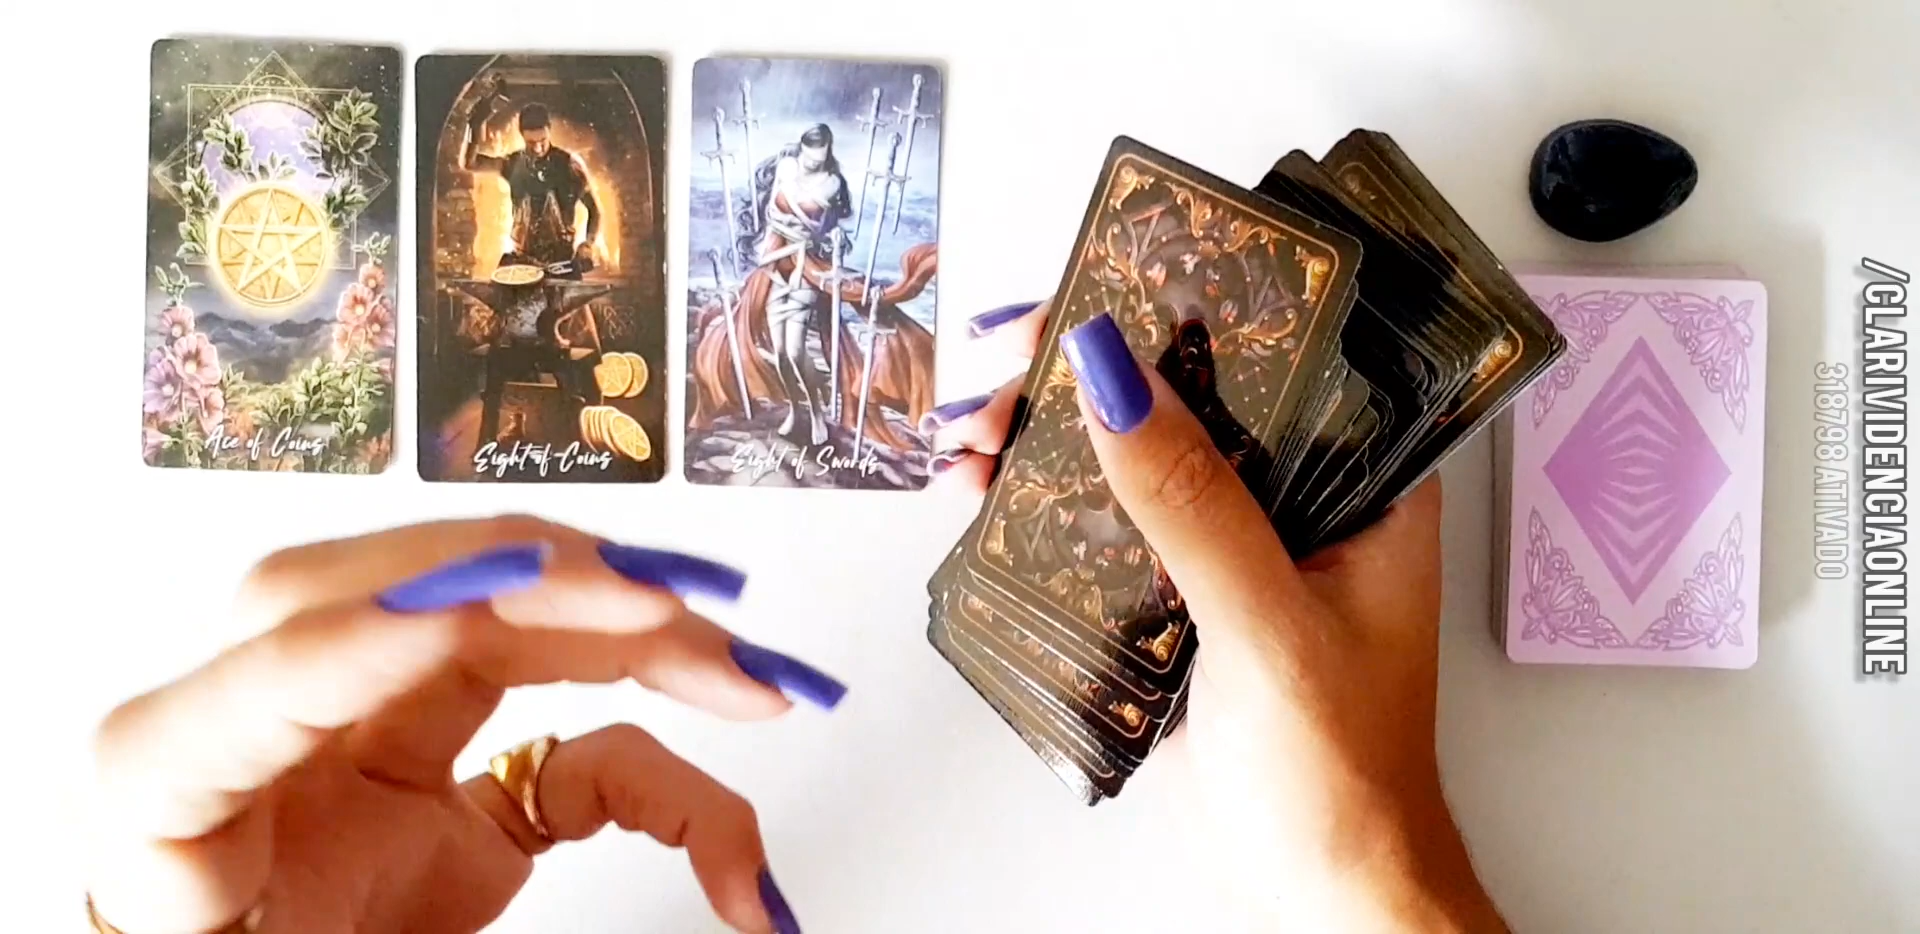 Ace of Coins
Eight of Coins
Eight of Swords
/CLARIVIDENCIAONLINE
318798 ATIVADO